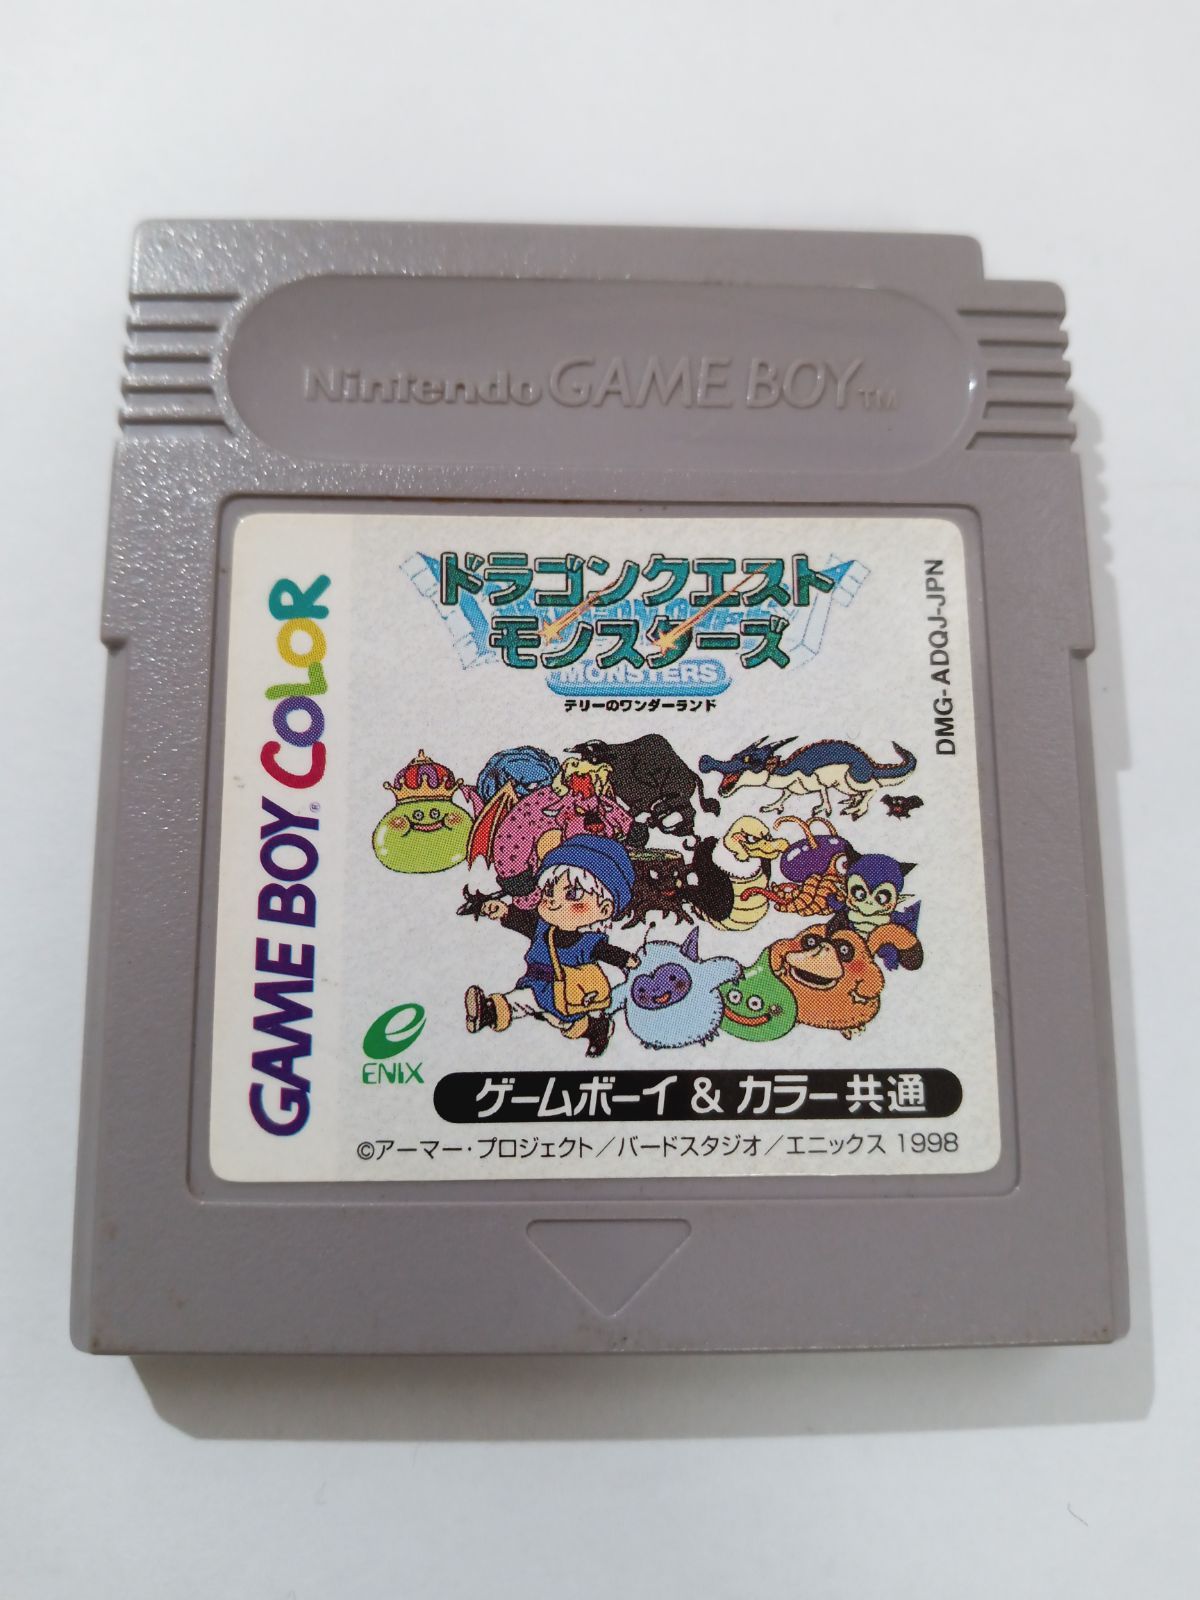 Nintendo GAME BOY TM
GAME BOY® COLOR
ドラゴンクエスト
モンスターズ
MONSTERS
テリーのワンダーランド
DMG-ADQJ-JPN
ENIX
ゲームボーイ & カラー共通
©アーマー・プロジェクト/バードスタジオ/エニックス 1998